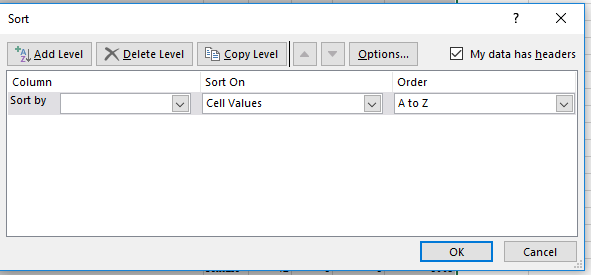 Sort
? ×
Add Level Delete Level Copy Level Options... My data has headers
Column Sort On Order
Sort by Cell Values A to Z
OK Cancel